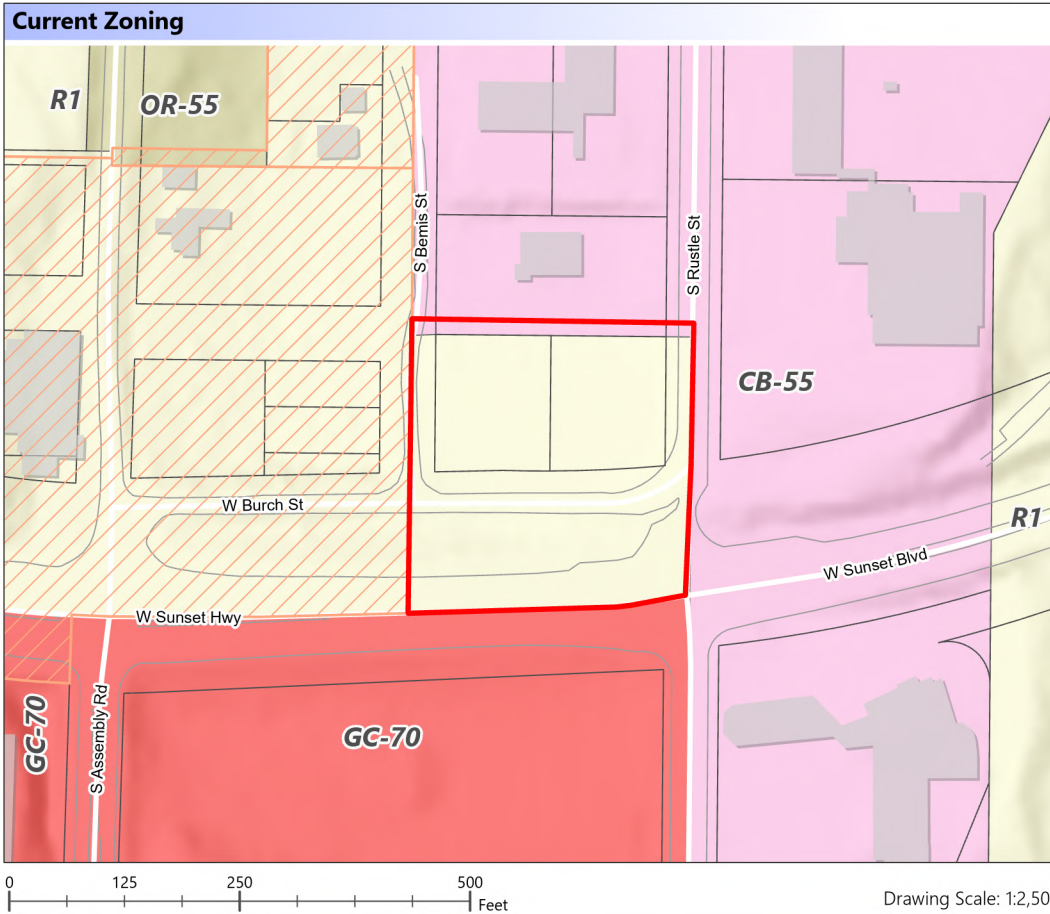 Current Zoning
R1
OR-55
S Bemis St
S Rustle St
CB-55
W Burch St
R1
W Sunset Blvd
W Sunset Hwy
S Assembly Rd
GC-70
GC-70
0 125 250 500
Feet
Drawing Scale: 1:2,50